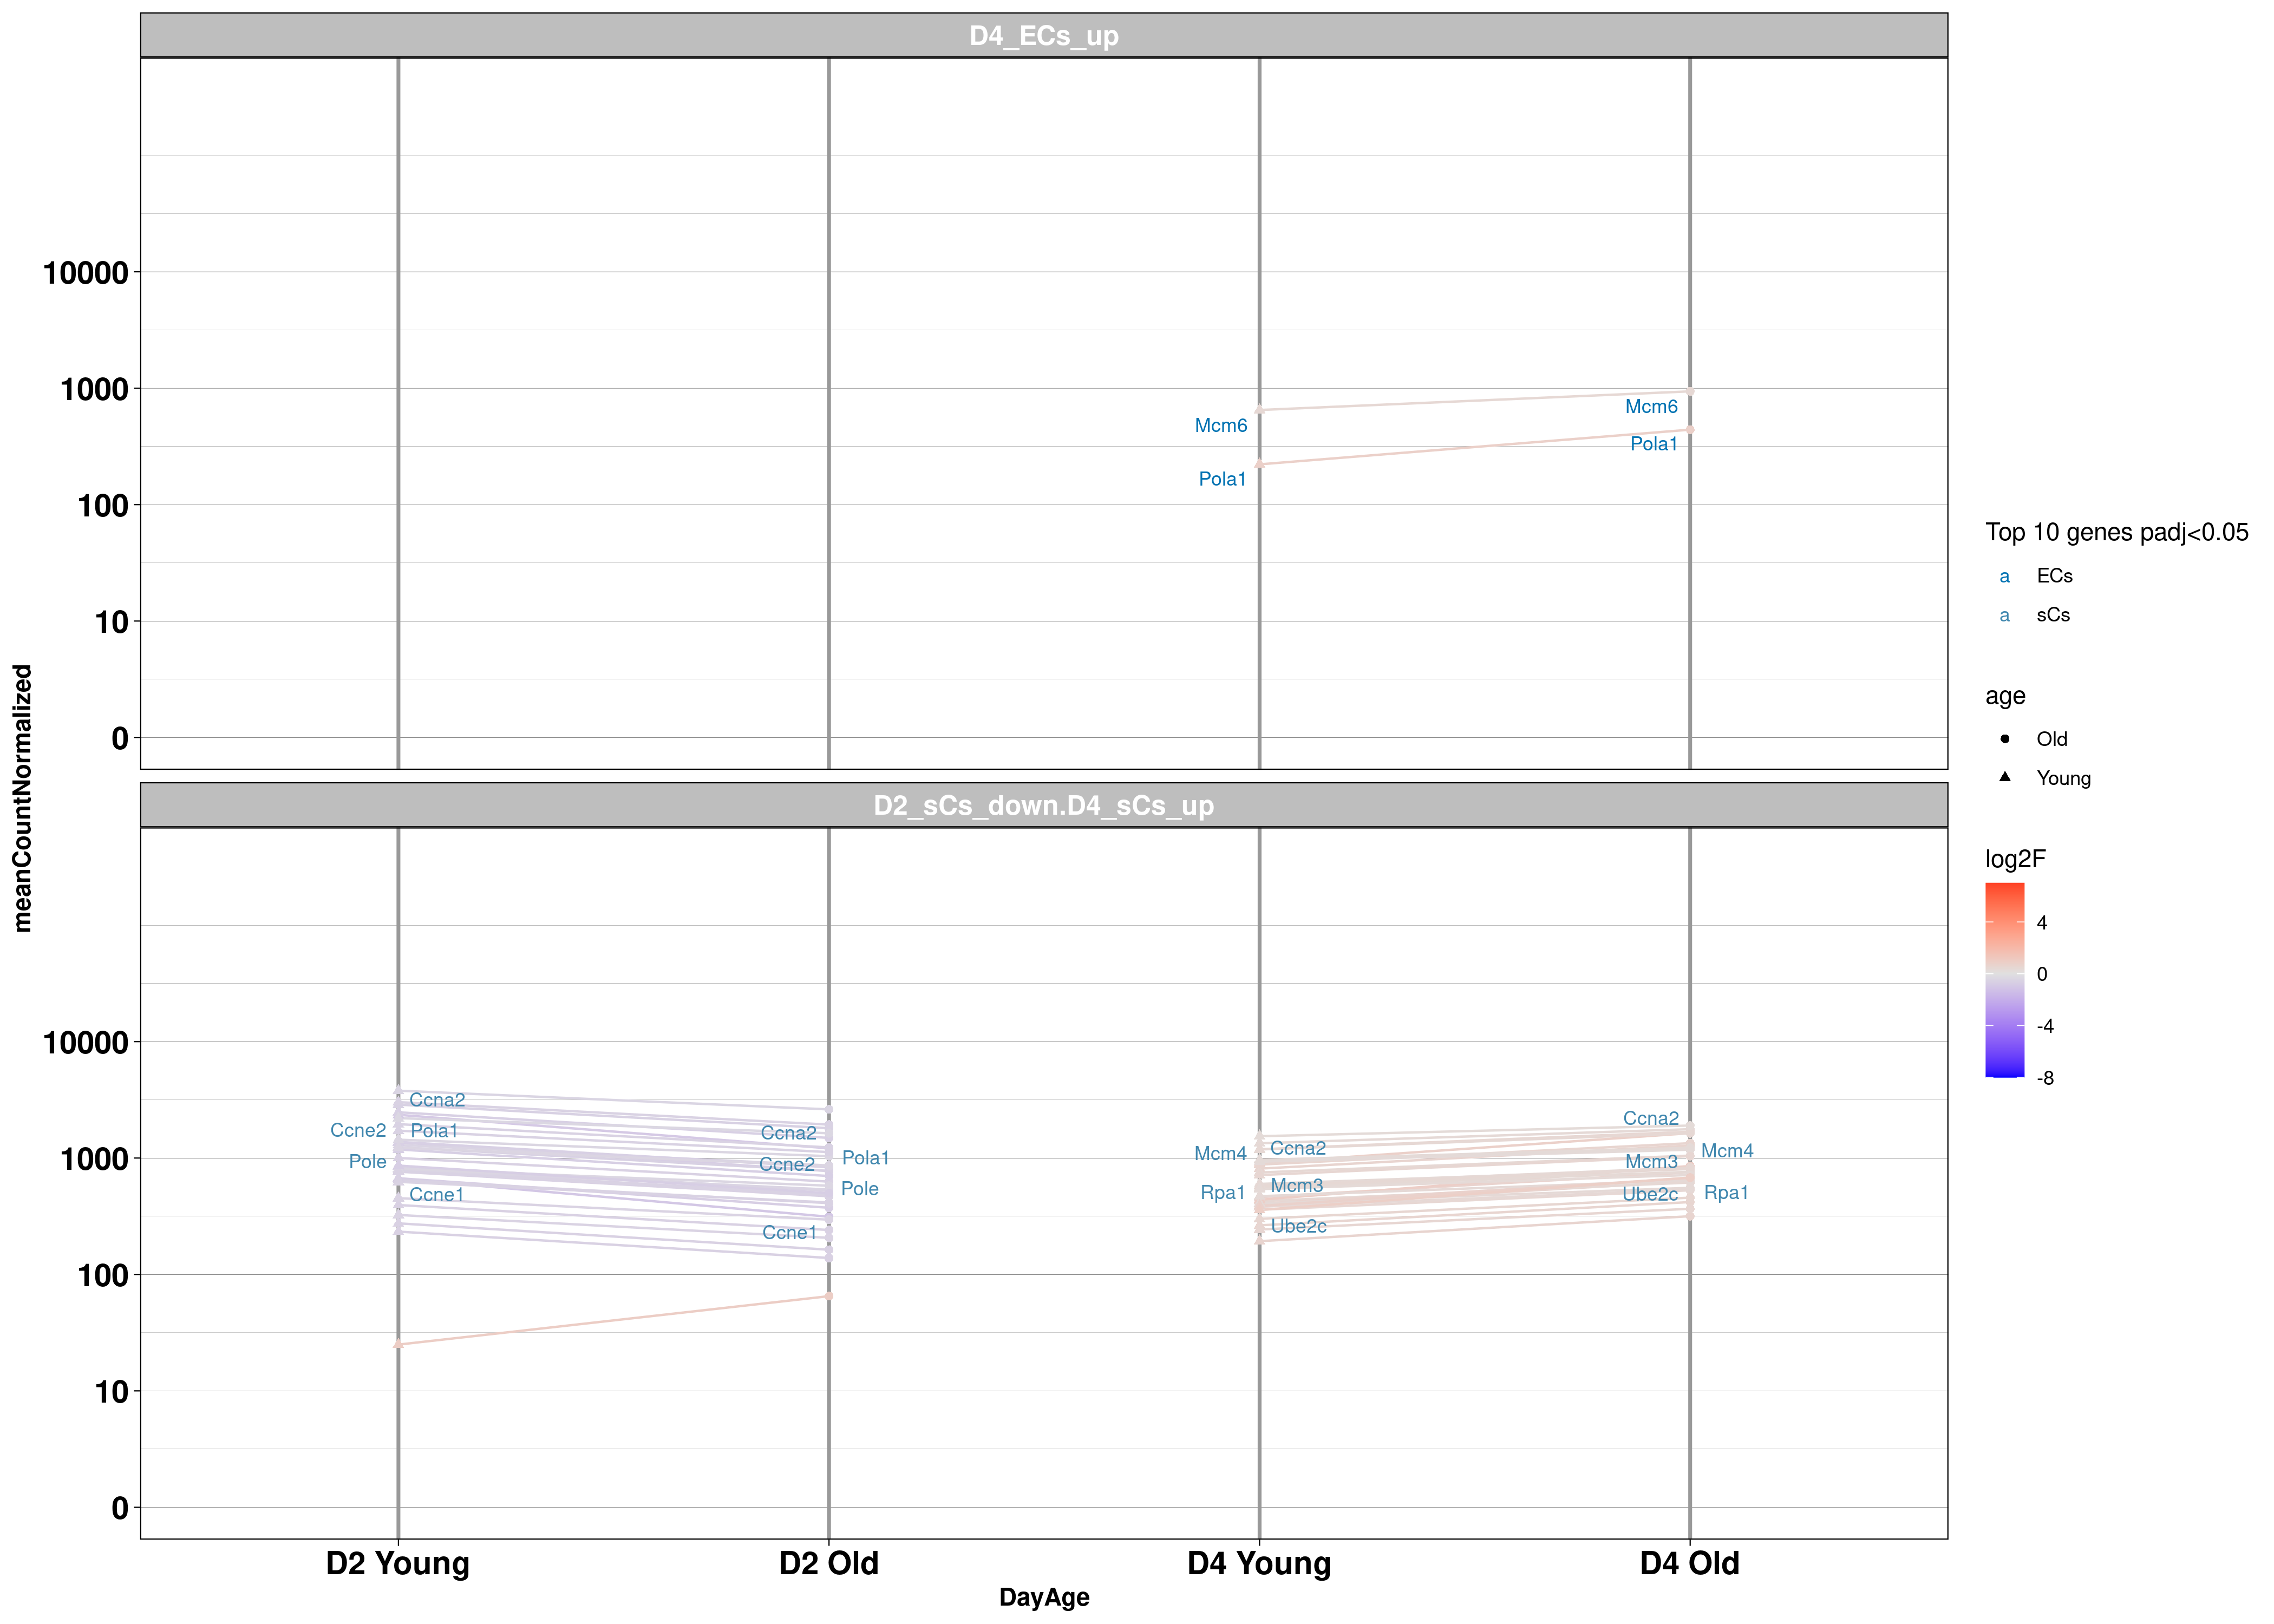 D4_ECs_up
10000
1000
100
10
0
Mcm6
Pola1
Mcm6
Pola1
meanCountNormalized
D2_sCs_down.D4_sCs_up
10000
1000
100
10
0
Ccna2
Ccne2
Pola1
Pole
Ccne1
Ccna2
Pola1
Ccne2
Pole
Ccne1
Mcm4
Ccna2
Rpa1
Mcm3
Ube2c
Ccna2
Mcm4
Mcm3
Ube2c
Rpa1
D2 Young
D2 Old
D4 Young
D4 Old
DayAge
Top 10 genes padj<0.05
a ECs
a sCs
age
Old
Young
log2F
4
0
-4
-8